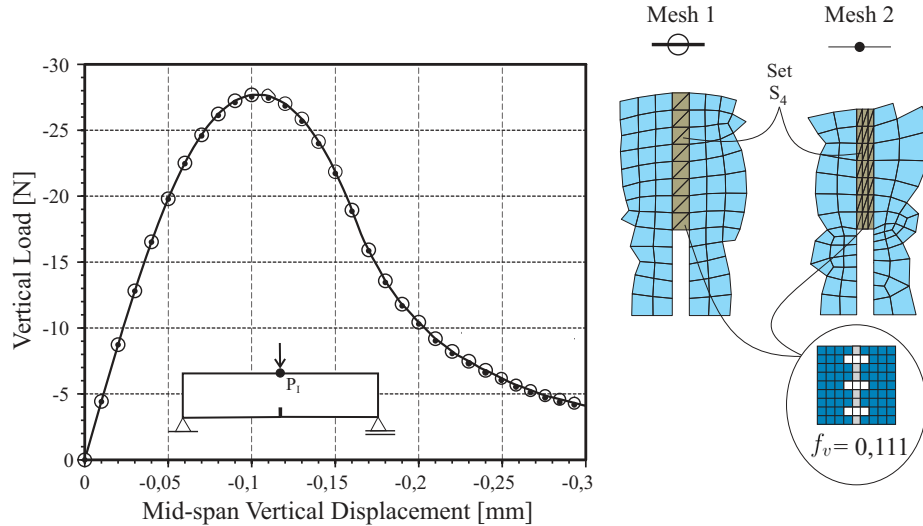 Mesh 1
Mesh 2
Set
S4
Vertical Load [N]
-30
-25
-20
-15
-10
-5
0
P1
0
-0,05
-0,1
-0,15
-0,2
-0,25
-0,3
Mid-span Vertical Displacement [mm]
fv = 0,111